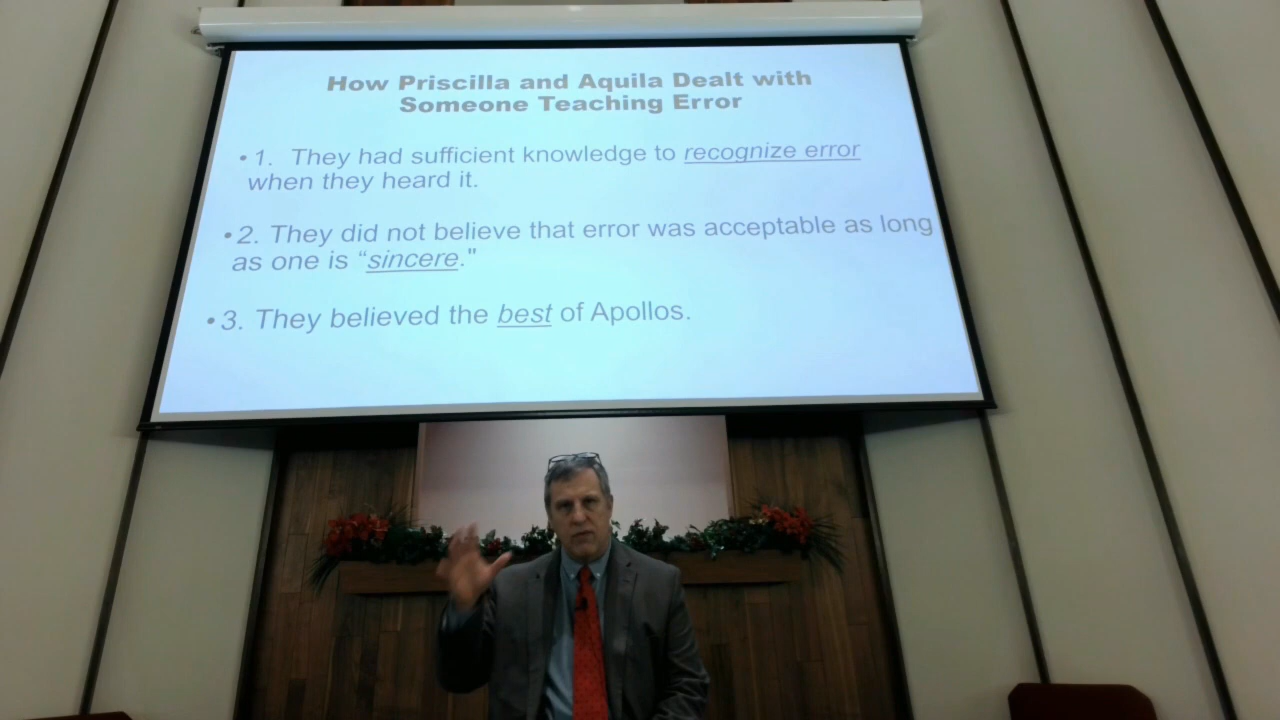 How Priscilla and Aquila Dealt with
Someone Teaching Error
• 1. They had sufficient knowledge to recognize error
when they heard it.
• 2. They did not believe that error was acceptable as long
as one is “sincere."
• 3. They believed the best of Apollos.